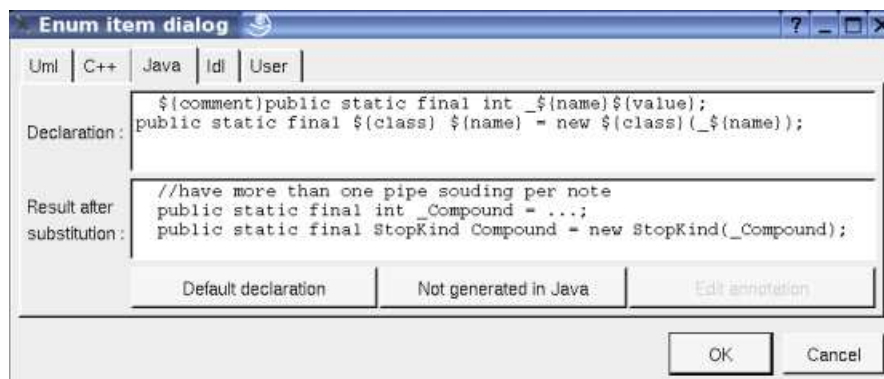 Enum item dialog
? _ X
Uml C++ Java Idl User
Declaration :
${comment}public static final int _${name}${value};
public static final ${class} ${name} = new ${class}(_${name});
Result after
substitution :
//have more than one pipe souding per note
public static final int _Compound = ...;
public static final StopKind Compound = new StopKind(_Compound);
Default declaration Not generated in Java Edit annotation
OK Cancel